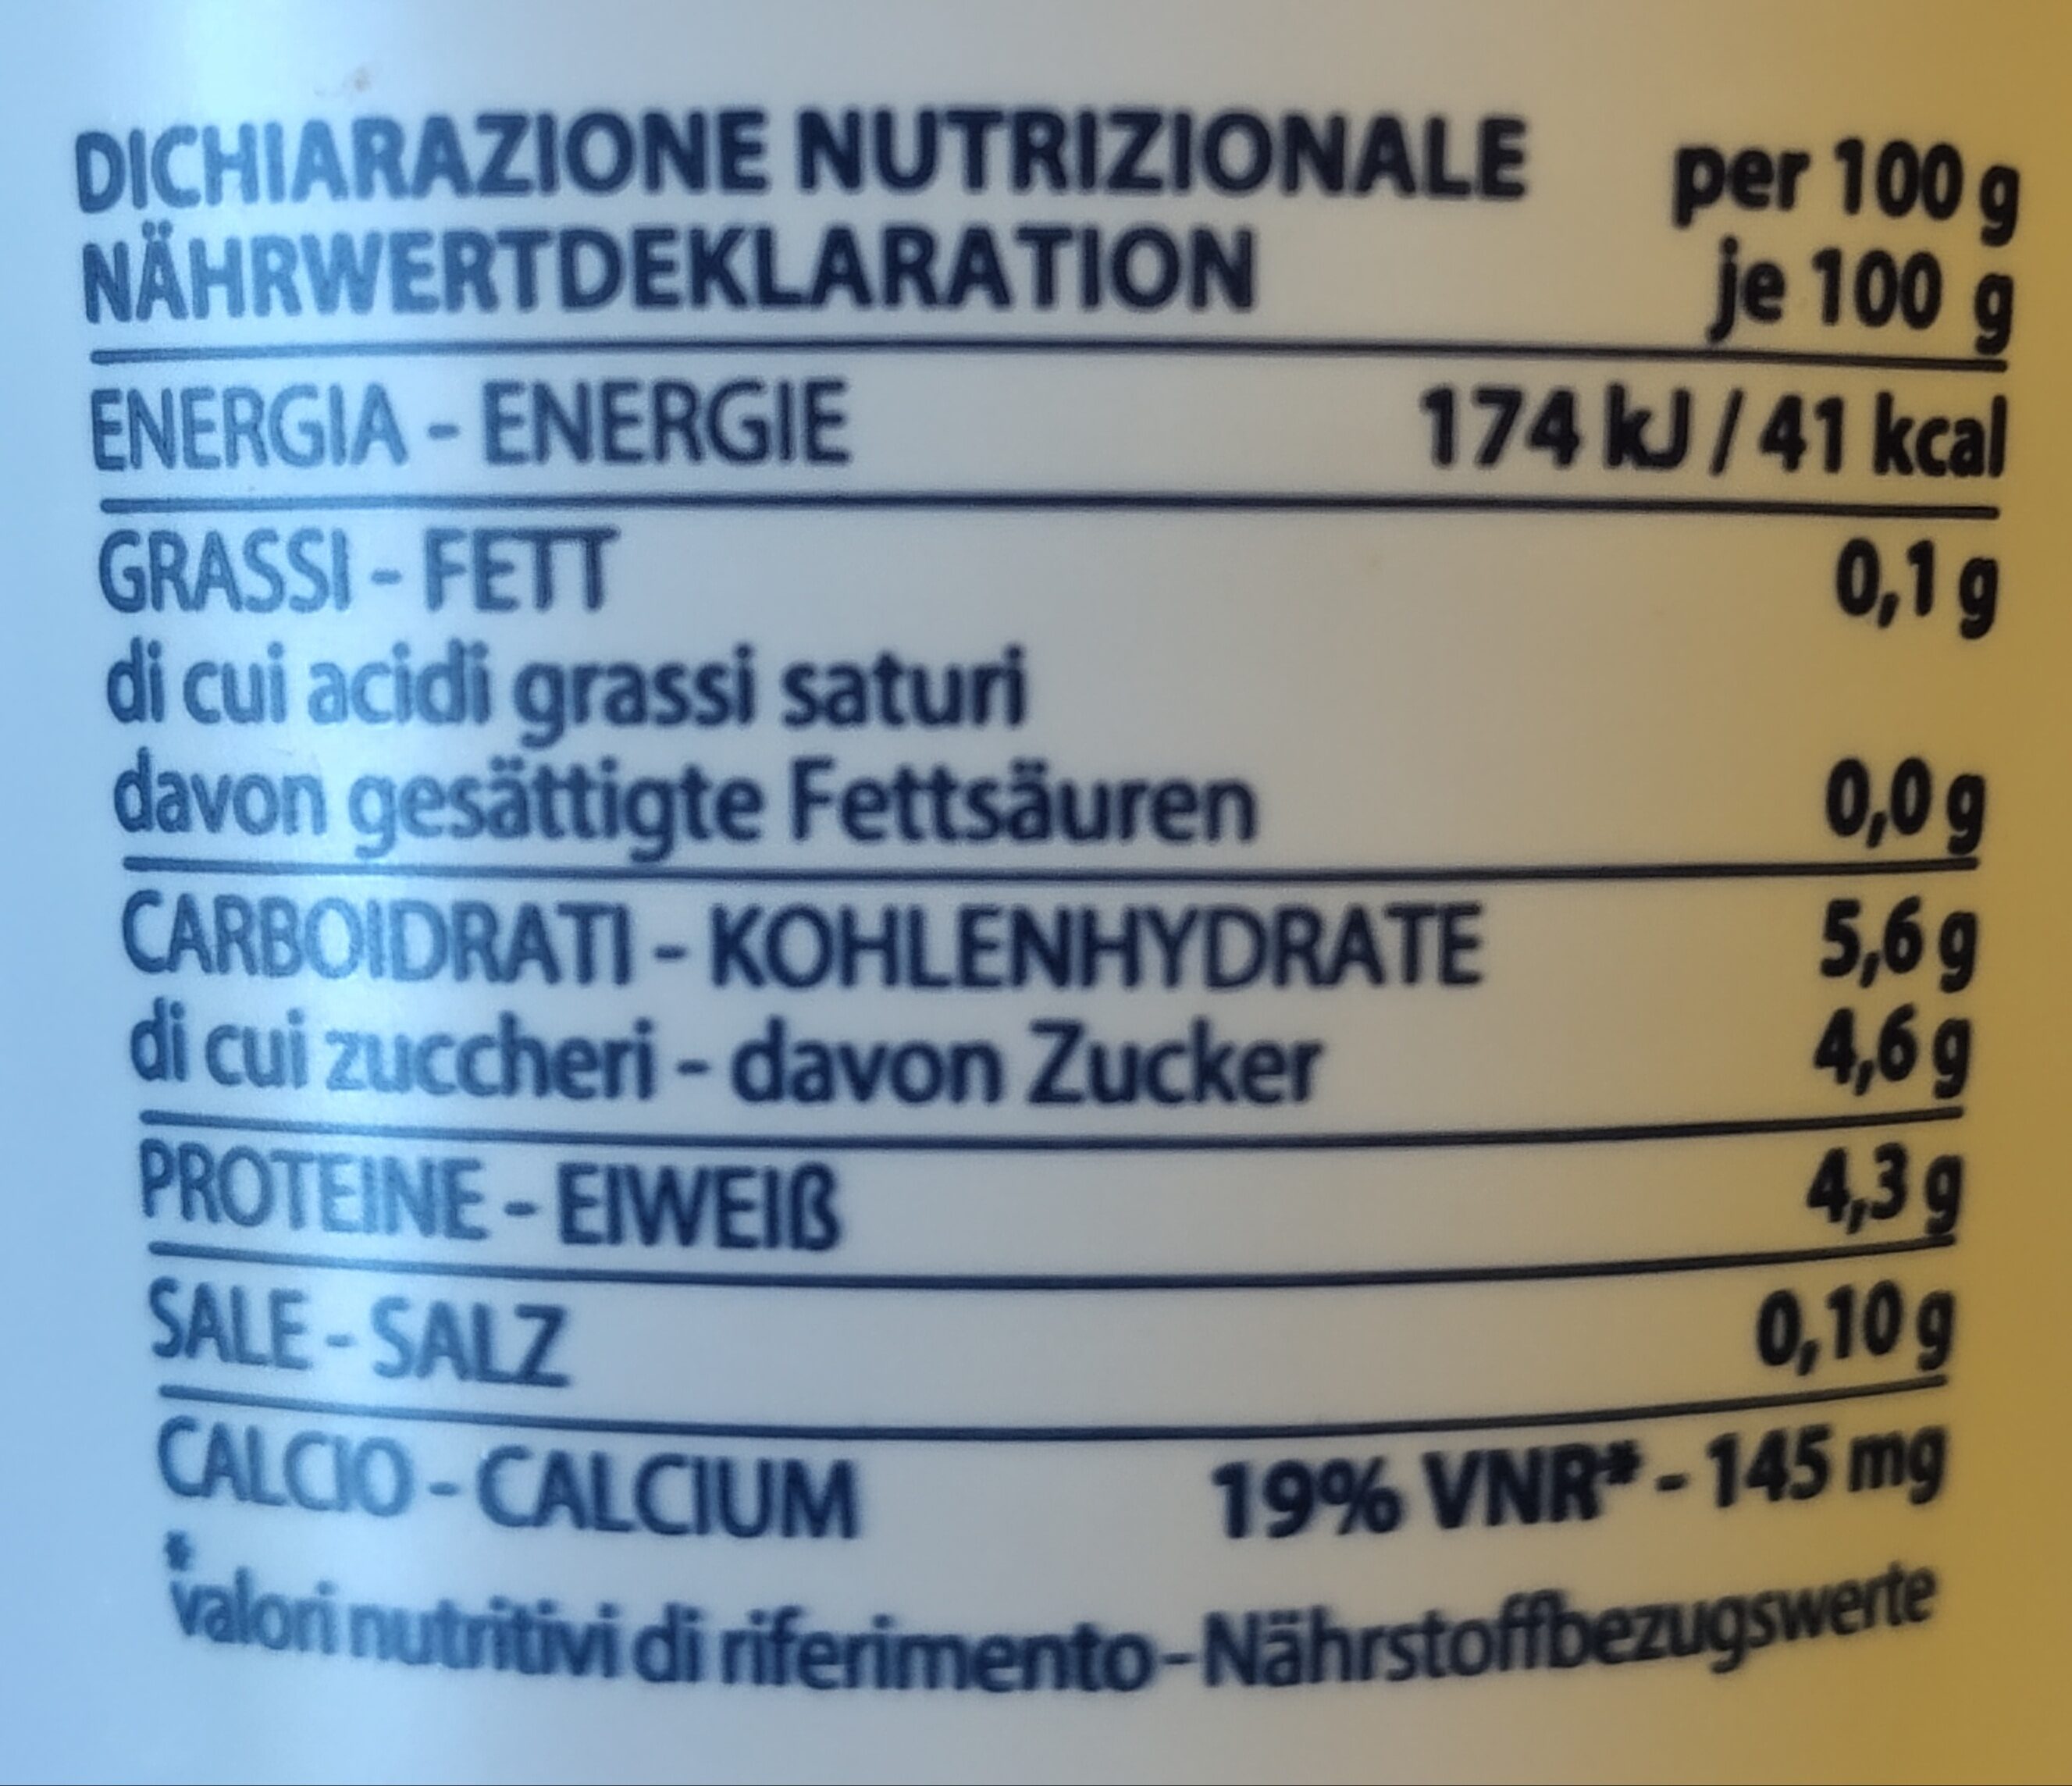 DICHIARAZIONE NUTRIZIONALE per 100 g
NÄHRWERTDEKLARATION je 100 g
ENERGIA - ENERGIE 174 kJ / 41 kcal
GRASSI - FETT 0,1 g
di cui acidi grassi saturi
davon gesättigte Fettsäuren 0,0 g
CARBOIDRATI - KOHLENHYDRATE 5,6 g
di cui zuccheri - davon Zucker 4,6 g
PROTEINE - EIWEIß 4,3 g
SALE - SALZ 0,10 g
CALCIO - CALCIUM 19% VNR* - 145 mg
*valori nutritivi di riferimento - Nährstoffbezugswerte